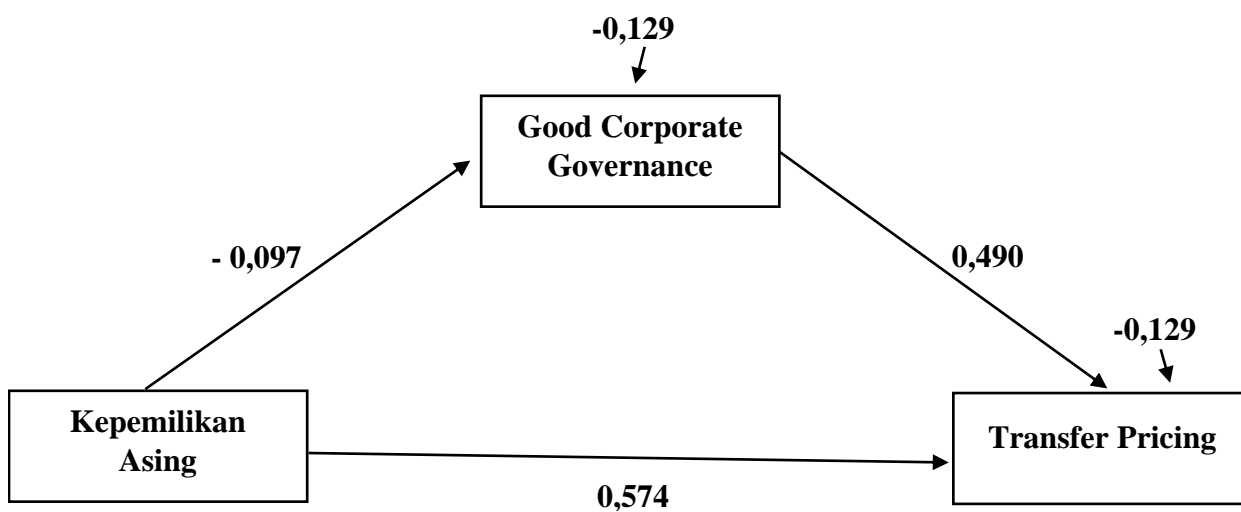 -0,129
Good Corporate
Governance
- 0,097
0,490
-0,129
Kepemilikan
Asing
Transfer Pricing
0,574